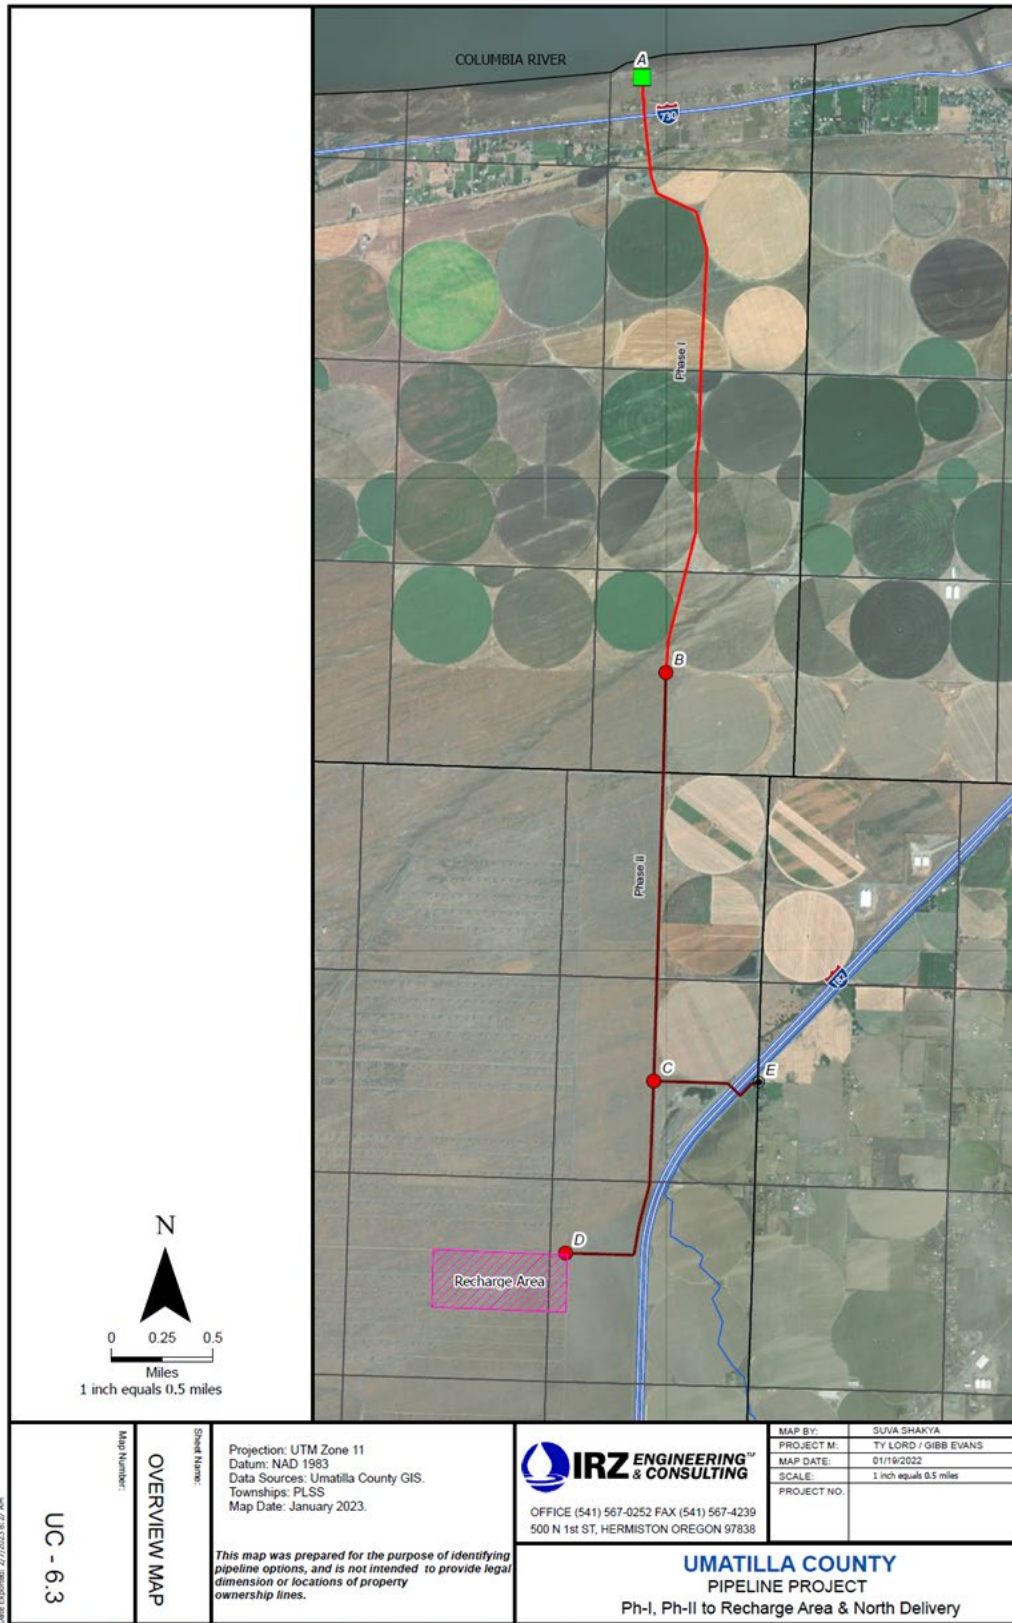 COLUMBIA RIVER
A
730
Phase I
B
Phase II
182
C
E
D
Recharge Area
N
0 0.25 0.5
Miles
1 inch equals 0.5 miles
Map Number:
UC - 6.3
Sheet Name:
OVERVIEW MAP
Projection: UTM Zone 11
Datum: NAD 1983
Data Sources: Umatilla County GIS.
Townships: PLSS
Map Date: January 2023.
This map was prepared for the purpose of identifying
pipeline options, and is not intended to provide legal
dimension or locations of property
ownership lines.
IRZ ENGINEERING™
& CONSULTING
OFFICE (541) 567-0252 FAX (541) 567-4239
500 N 1st ST, HERMISTON OREGON 97838
MAP BY: SUVA SHAKYA
PROJECT M: TY LORD / GIBB EVANS
MAP DATE: 01/19/2022
SCALE: 1 inch equals 0.5 miles
PROJECT NO.
UMATILLA COUNTY
PIPELINE PROJECT
Ph-I, Ph-II to Recharge Area & North Delivery